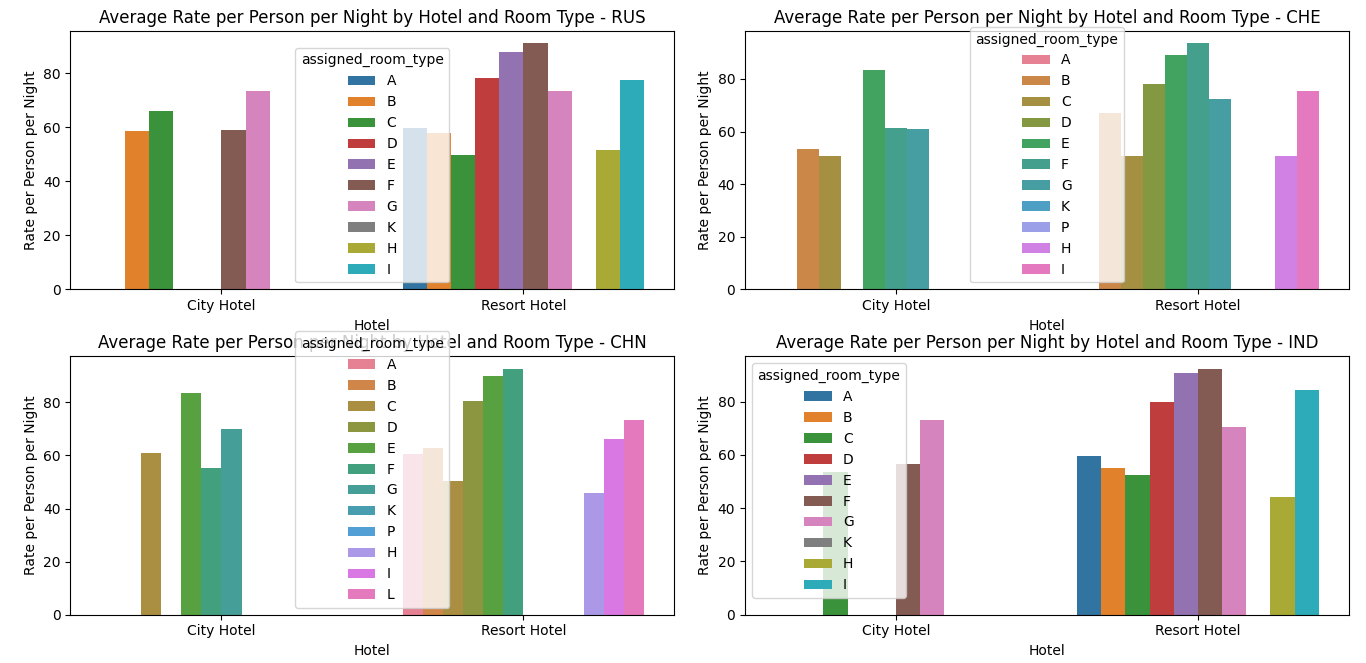 Average Rate per Person per Night by Hotel and Room Type - RUS
Rate per Person per Night
80
60
40
20
0
assigned_room_type
A
B
C
D
E
F
G
K
H
I
City Hotel
Resort Hotel
Hotel
Average Rate per Person per Night by Hotel and Room Type - CHE
Rate per Person per Night
80
60
40
20
0
assigned_room_type
A
B
C
D
E
F
G
K
P
H
I
City Hotel
Resort Hotel
Hotel
Average Rate per Person per Night by Hotel and Room Type - CHN
Rate per Person per Night
80
60
40
20
0
assigned_room_type
A
B
C
D
E
F
G
K
P
H
I
L
City Hotel
Resort Hotel
Hotel
Average Rate per Person per Night by Hotel and Room Type - IND
Rate per Person per Night
80
60
40
20
0
assigned_room_type
A
B
C
D
E
F
G
K
H
I
City Hotel
Resort Hotel
Hotel